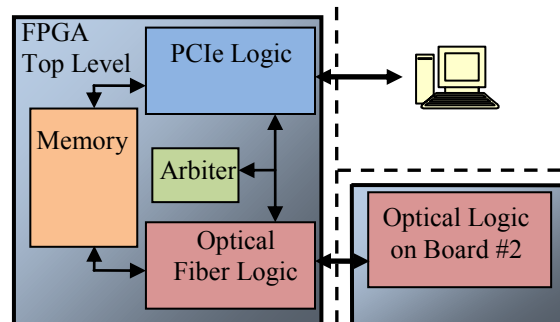 FPGA
Top Level
PCIe Logic
Memory
Arbiter
Optical
Fiber Logic
Optical Logic
on Board #2